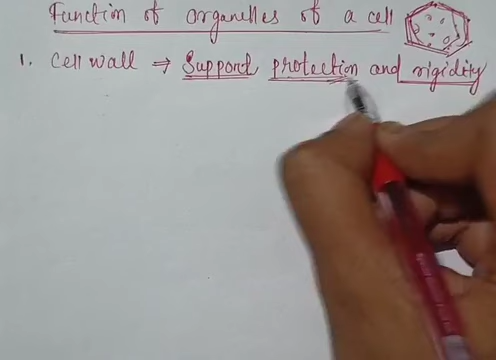 Function of organelles of a cell
1. Cell wall ⇒ Support protection and rigidity